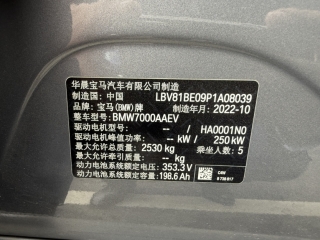 华晨宝马汽车有限公司制造
制造国：中国 LBV81BE09P1A08039
品牌：宝马(BMW)牌 制造年月：2022-10
整车型号：BMW7000AAEV
驱动电机型号： -- / HA0001N0
驱动电机峰值功率： -- kW / 250 kW
最大允许总质量：2530 kg 乘坐人数：5
最大允许牵引质量： -- kg
动力电池系统额定电压：353.3 V
动力电池系统额定容量：198.6 Ah